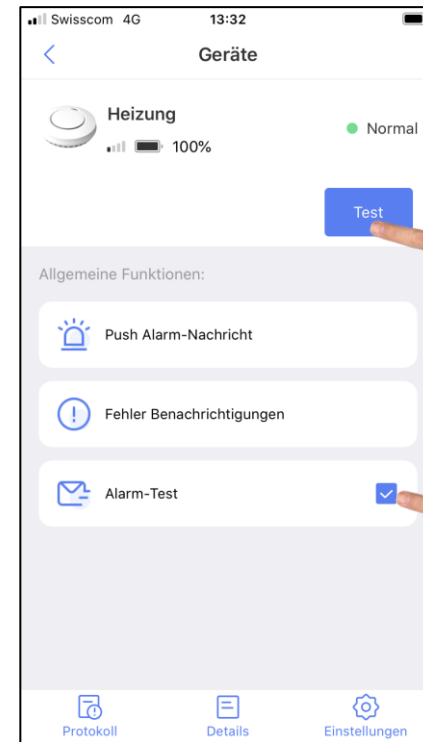 Swisscom 4G 13:32
Geräte
Heizung
100%
Normal
Test
Allgemeine Funktionen:
Push Alarm-Nachricht
Fehler Benachrichtigungen
Alarm-Test
Protokoll Details Einstellungen